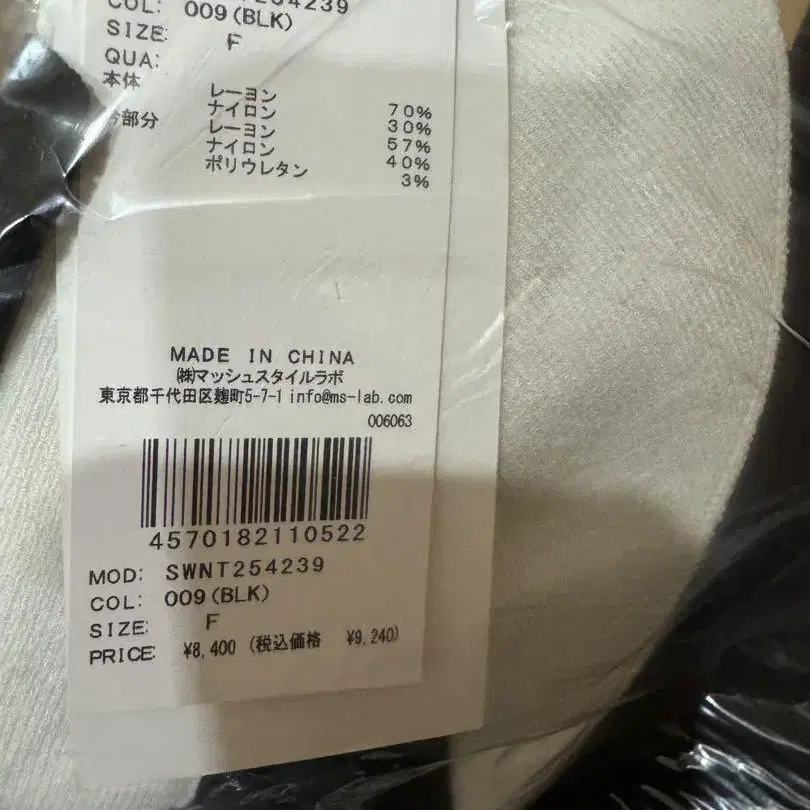 COL: 009(BLK)
SIZE: F
QUA:
本体
レーヨン 70%
ナイロン 30%
部分 レーヨン 57%
ナイロン 40%
ポリウレタン 3%
MADE IN CHINA
㈱マッシュスタイルラボ
東京都千代田区麹町5-7-1 info@ms-lab.com
006063
4570182110522
MOD: SWNT254239
COL: 009(BLK)
SIZE: F
PRICE: ¥8,400 (税込価格 ¥9,240)